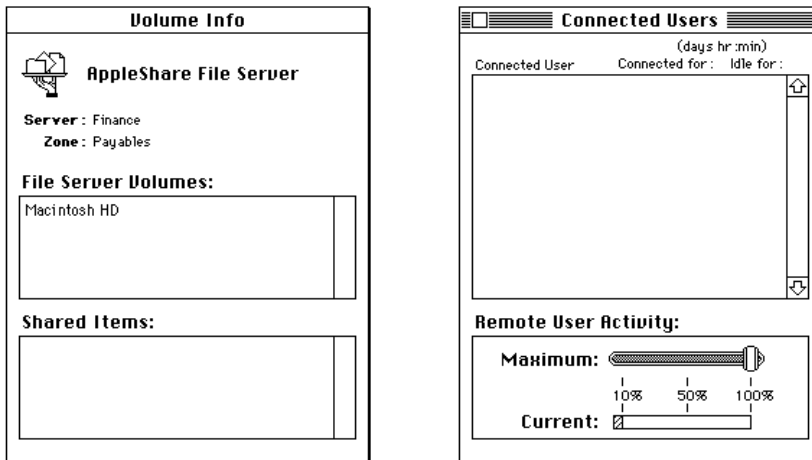 Volume Info
AppleShare File Server
Server: Finance
Zone: Payables
File Server Volumes:
Macintosh HD
Shared Items:
Connected Users
(days hr:min)
Connected User Connected for: Idle for:
Remote User Activity:
Maximum:
10% 50% 100%
Current: